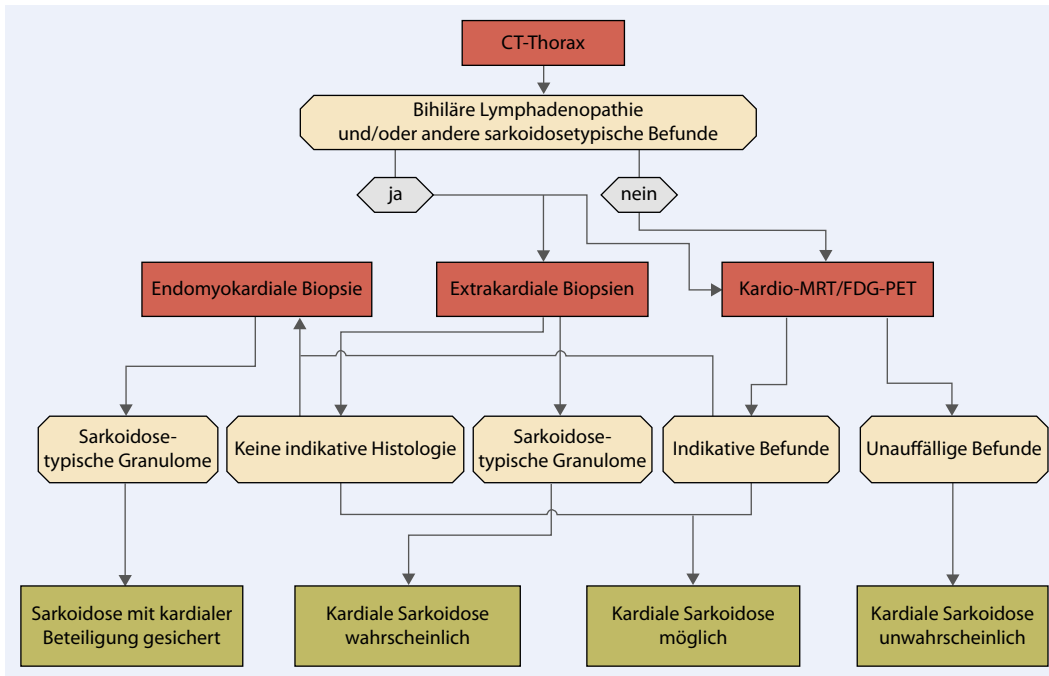 CT-Thorax
Bihiläre Lymphadenopathie
und/oder andere sarkoidosetypische Befunde
ja
nein
Endomyokardiale Biopsie
Extrakardiale Biopsien
Kardio-MRT/FDG-PET
Sarkoidose-
typische Granulome
Keine indikative Histologie
Sarkoidose-
typische Granulome
Indikative Befunde
Unauffällige Befunde
Sarkoidose mit kardialer
Beteiligung gesichert
Kardiale Sarkoidose
wahrscheinlich
Kardiale Sarkoidose
möglich
Kardiale Sarkoidose
unwahrscheinlich